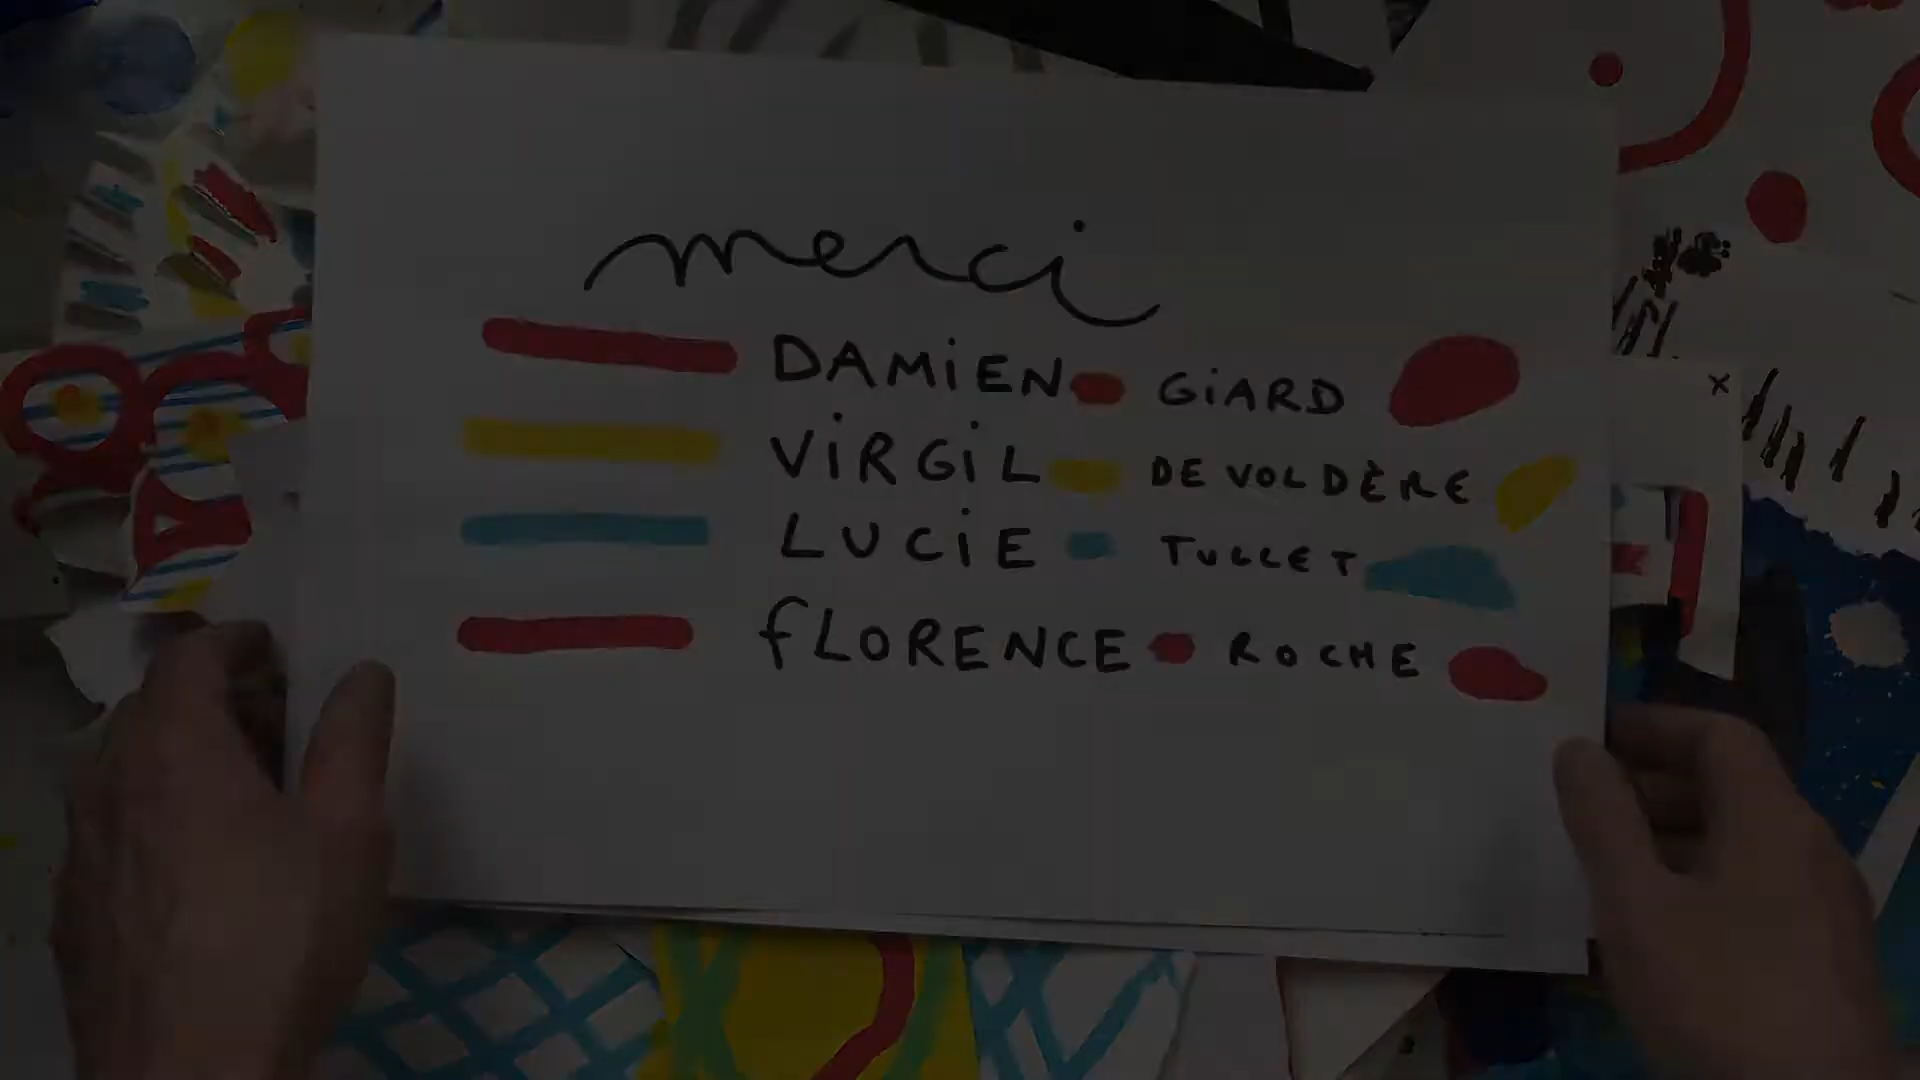 merci
DAMiEN GiARD
ViRGiL DE VOLDÈRE
LUCiE TULLET
fLORENCE ROCHE